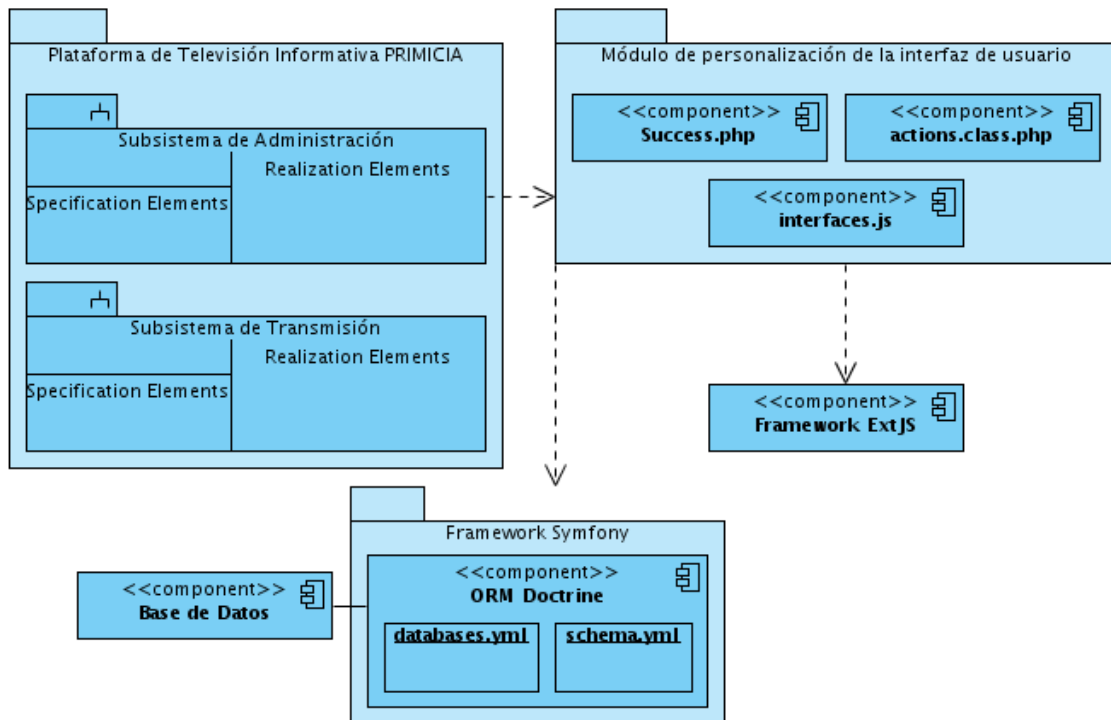 Plataforma de Televisión Informativa PRIMICIA
Subsistema de Administración
Realization Elements
Specification Elements
Subsistema de Transmisión
Realization Elements
Specification Elements
Módulo de personalización de la interfaz de usuario
<<component>>
Success.php
<<component>>
actions.class.php
<<component>>
interfaces.js
<<component>>
Framework ExtJS
Framework Symfony
<<component>>
ORM Doctrine
databases.yml
schema.yml
<<component>>
Base de Datos